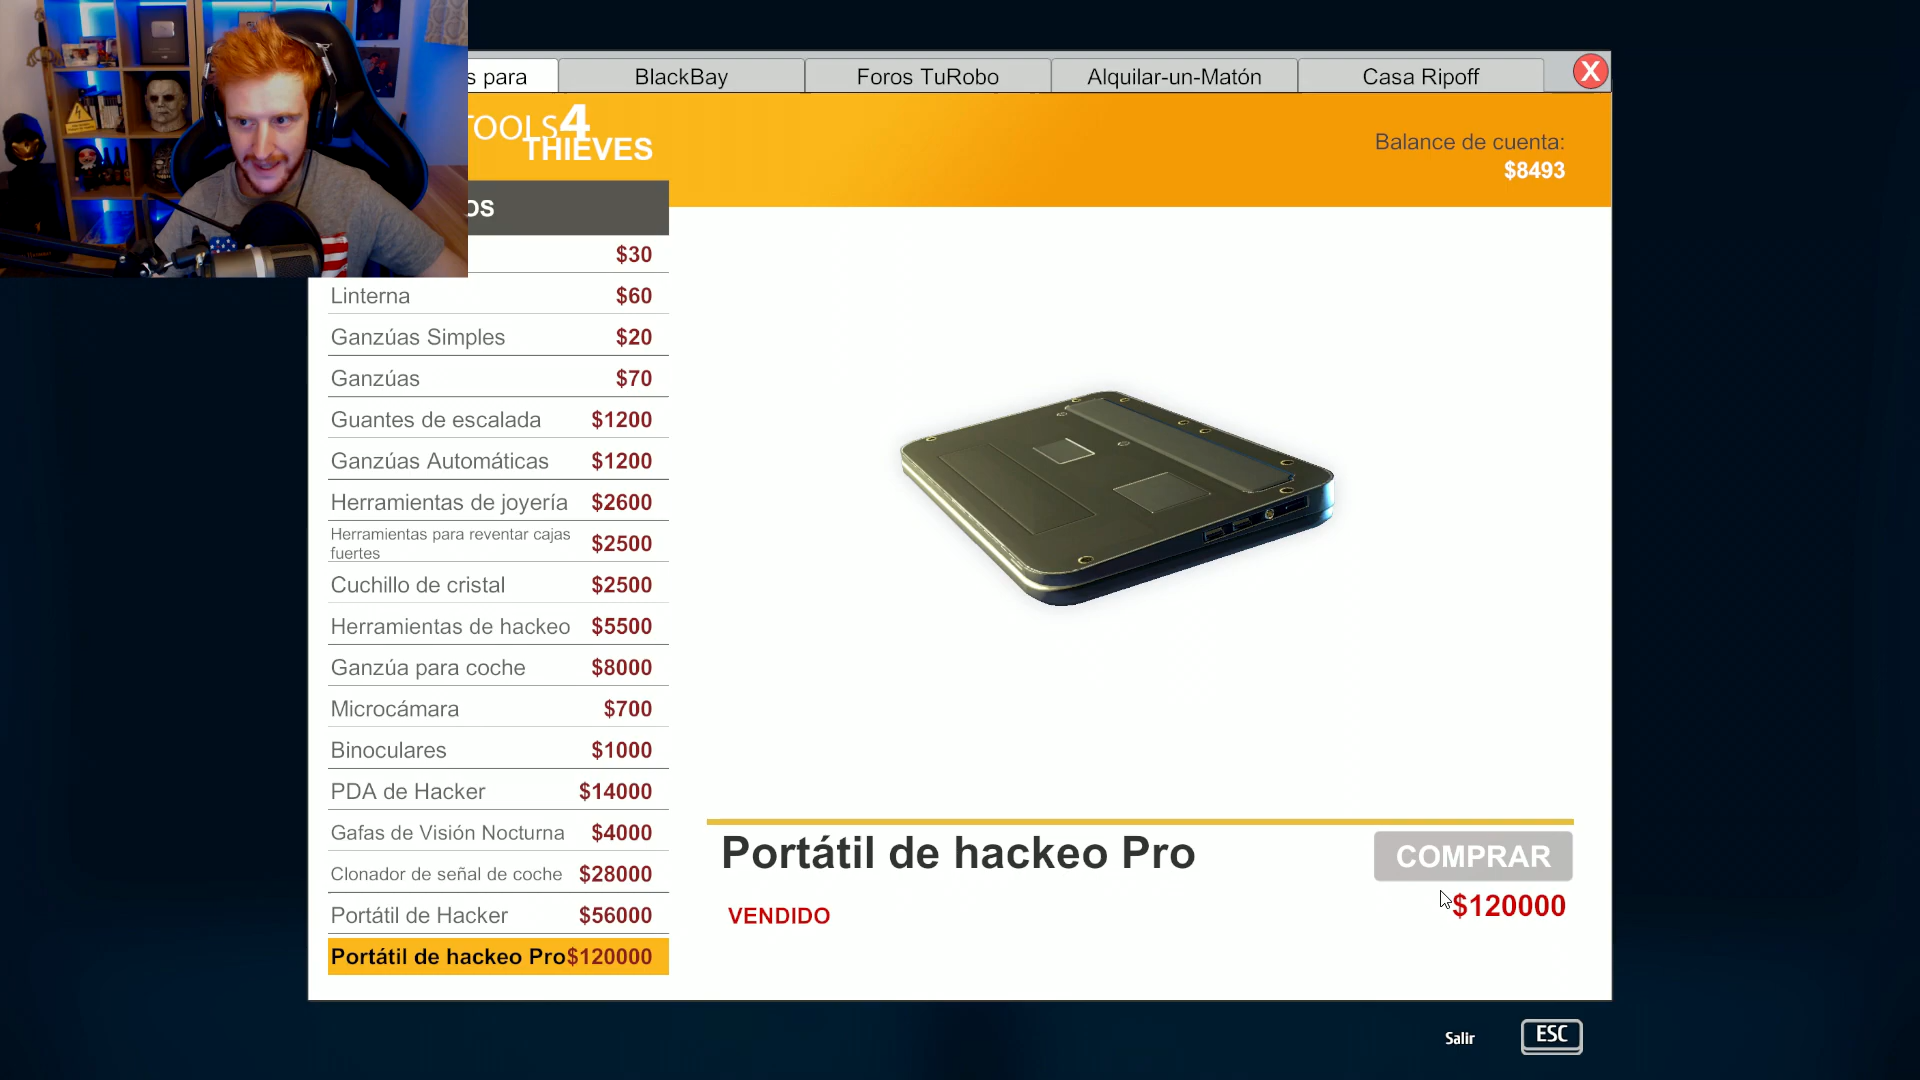 s para
BlackBay
Foros TuRobo
Alquilar-un-Matón
Casa Ripoff
X
TOOLS4
THIEVES
Balance de cuenta:
$8493
OS
$30
Linterna $60
Ganzúas Simples $20
Ganzúas $70
Guantes de escalada $1200
Ganzúas Automáticas $1200
Herramientas de joyería $2600
Herramientas para reventar cajas
fuertes $2500
Cuchillo de cristal $2500
Herramientas de hackeo $5500
Ganzúa para coche $8000
Microcámara $700
Binoculares $1000
PDA de Hacker $14000
Gafas de Visión Nocturna $4000
Clonador de señal de coche $28000
Portátil de Hacker $56000
Portátil de hackeo Pro $120000
Portátil de hackeo Pro
COMPRAR
VENDIDO
$120000
Salir
ESC